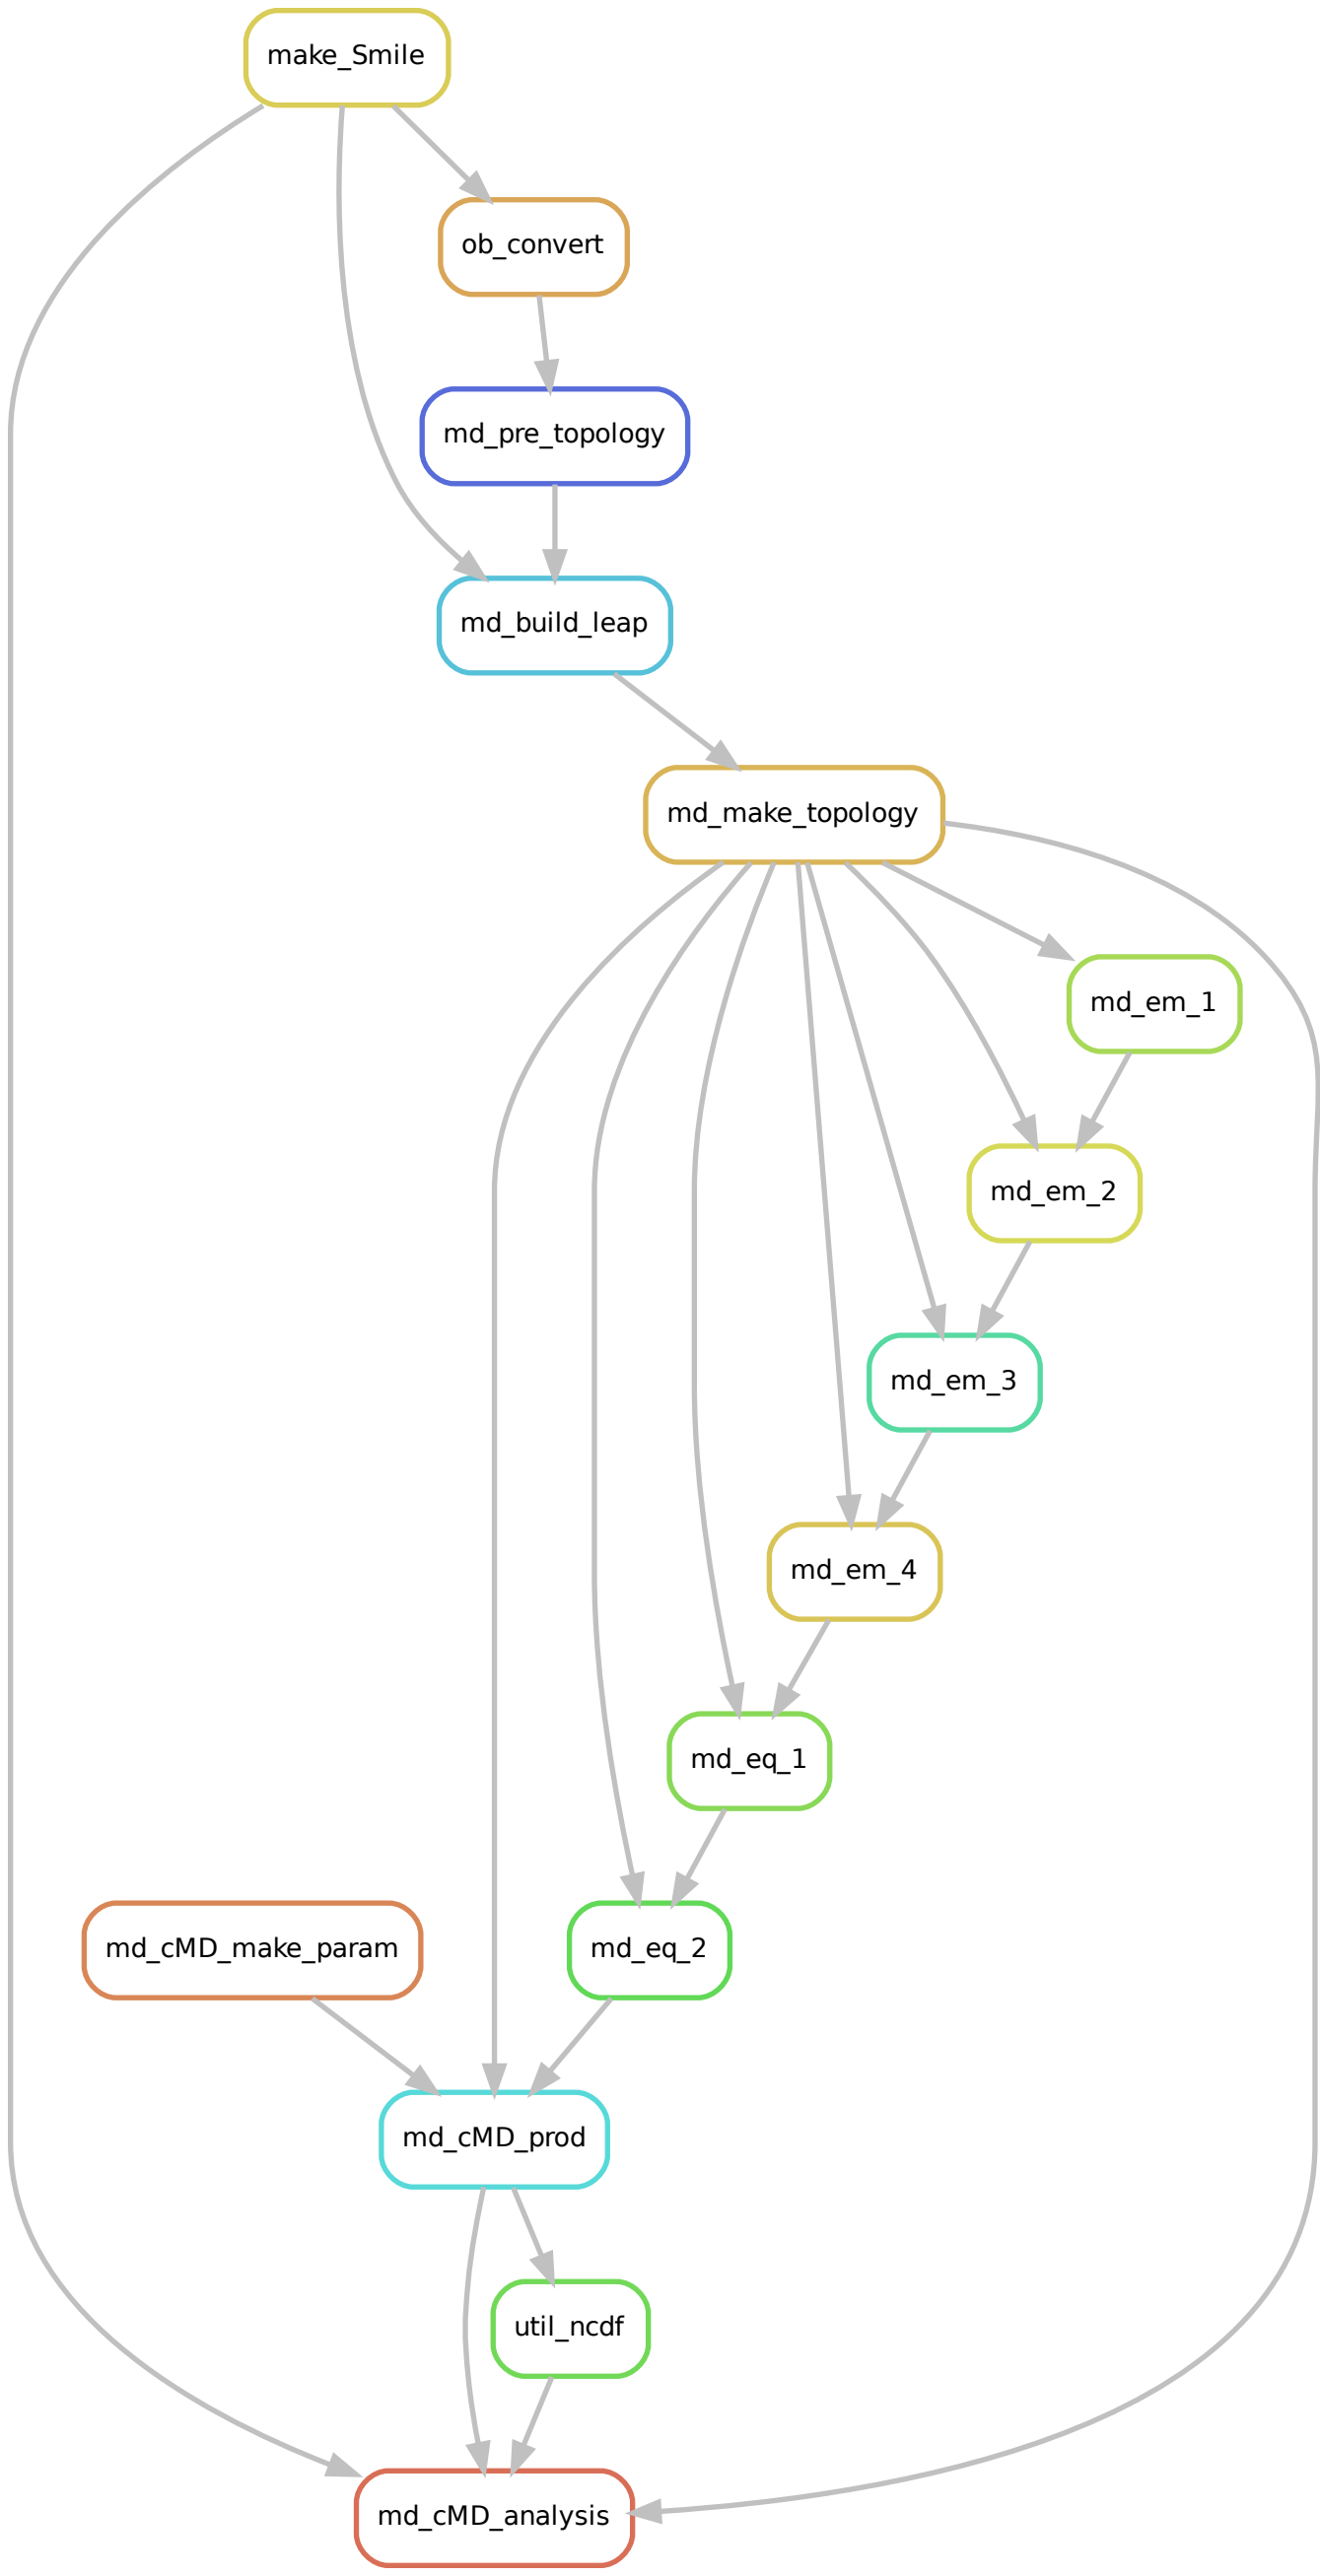 make_Smile
ob_convert
md_pre_topology
md_build_leap
md_make_topology
md_em_1
md_em_2
md_em_3
md_em_4
md_eq_1
md_cMD_make_param
md_eq_2
md_cMD_prod
util_ncdf
md_cMD_analysis